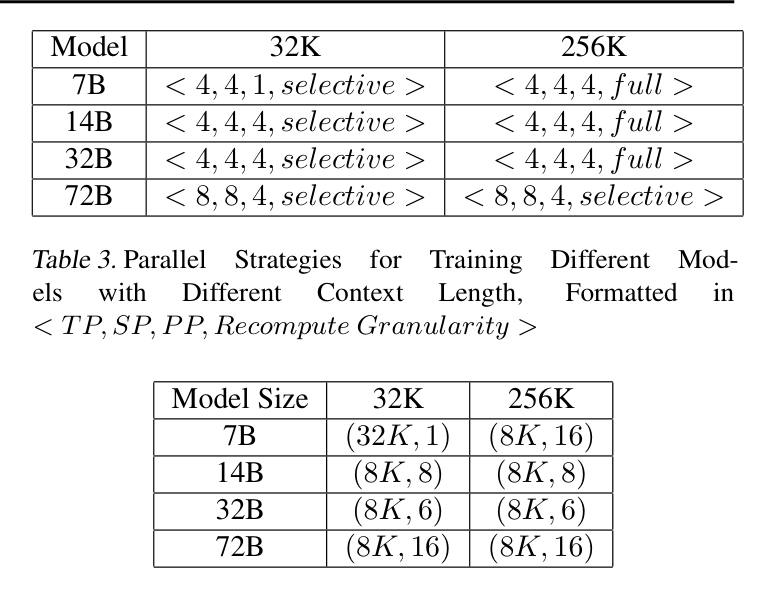 Model 32K 256K
7B < 4, 4, 1, selective > < 4, 4, 4, full >
14B < 4, 4, 4, selective > < 4, 4, 4, full >
32B < 4, 4, 4, selective > < 4, 4, 4, full >
72B < 8, 8, 4, selective > < 8, 8, 4, selective >
Table 3. Parallel Strategies for Training Different Mod-
els with Different Context Length, Formatted in
< TP, SP, PP, Recompute Granularity >
Model Size 32K 256K
7B (32K, 1) (8K, 16)
14B (8K, 8) (8K, 8)
32B (8K, 6) (8K, 6)
72B (8K, 16) (8K, 16)